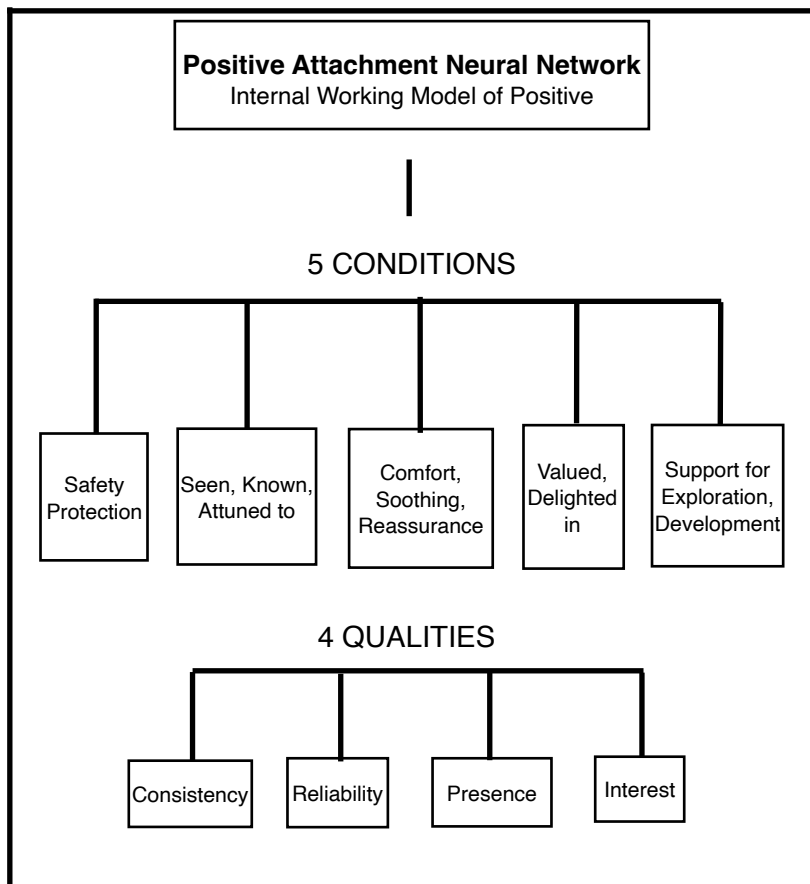 Positive Attachment Neural Network
Internal Working Model of Positive
5 CONDITIONS
Safety
Protection
Seen, Known,
Attuned to
Comfort,
Soothing,
Reassurance
Valued,
Delighted
in
Support for
Exploration,
Development
4 QUALITIES
Consistency
Reliability
Presence
Interest